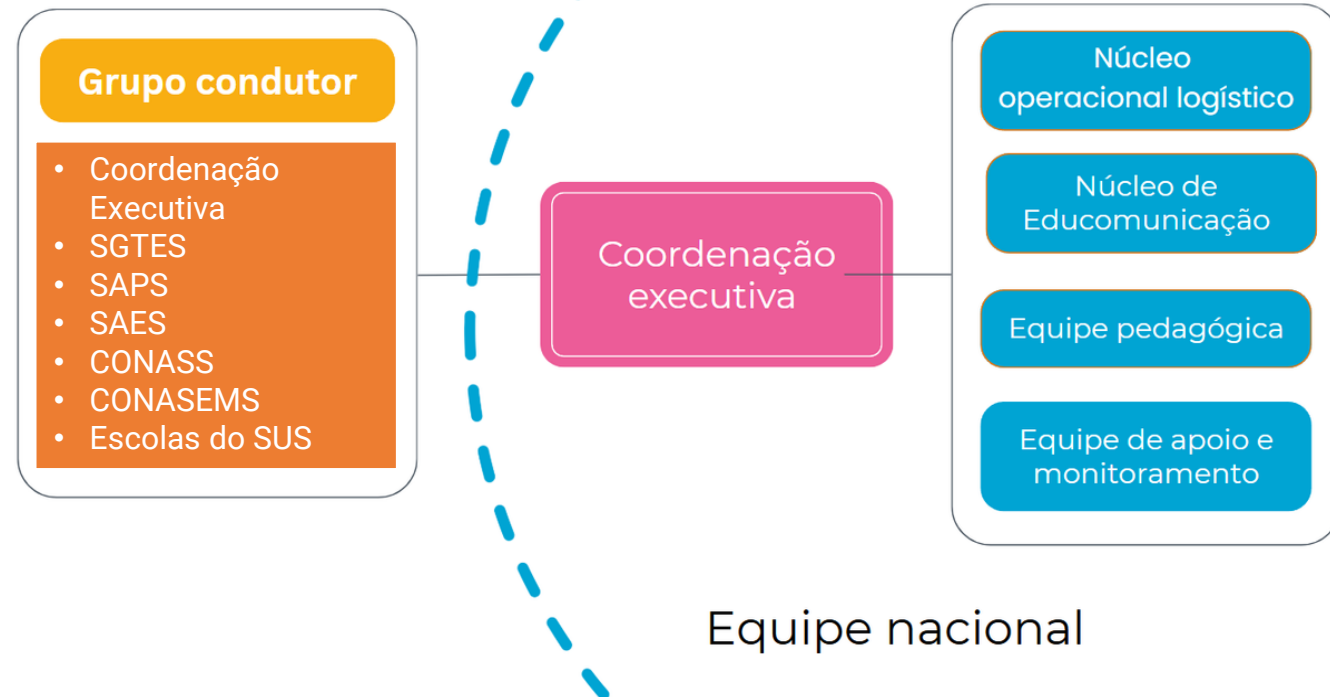 Grupo condutor
• Coordenação
Executiva
• SGTES
• SAPS
• SAES
• CONASS
• CONASEMS
• Escolas do SUS
Coordenação
executiva
Núcleo
operacional logístico
Núcleo de
Educomunicação
Equipe pedagógica
Equipe de apoio e
monitoramento
Equipe nacional